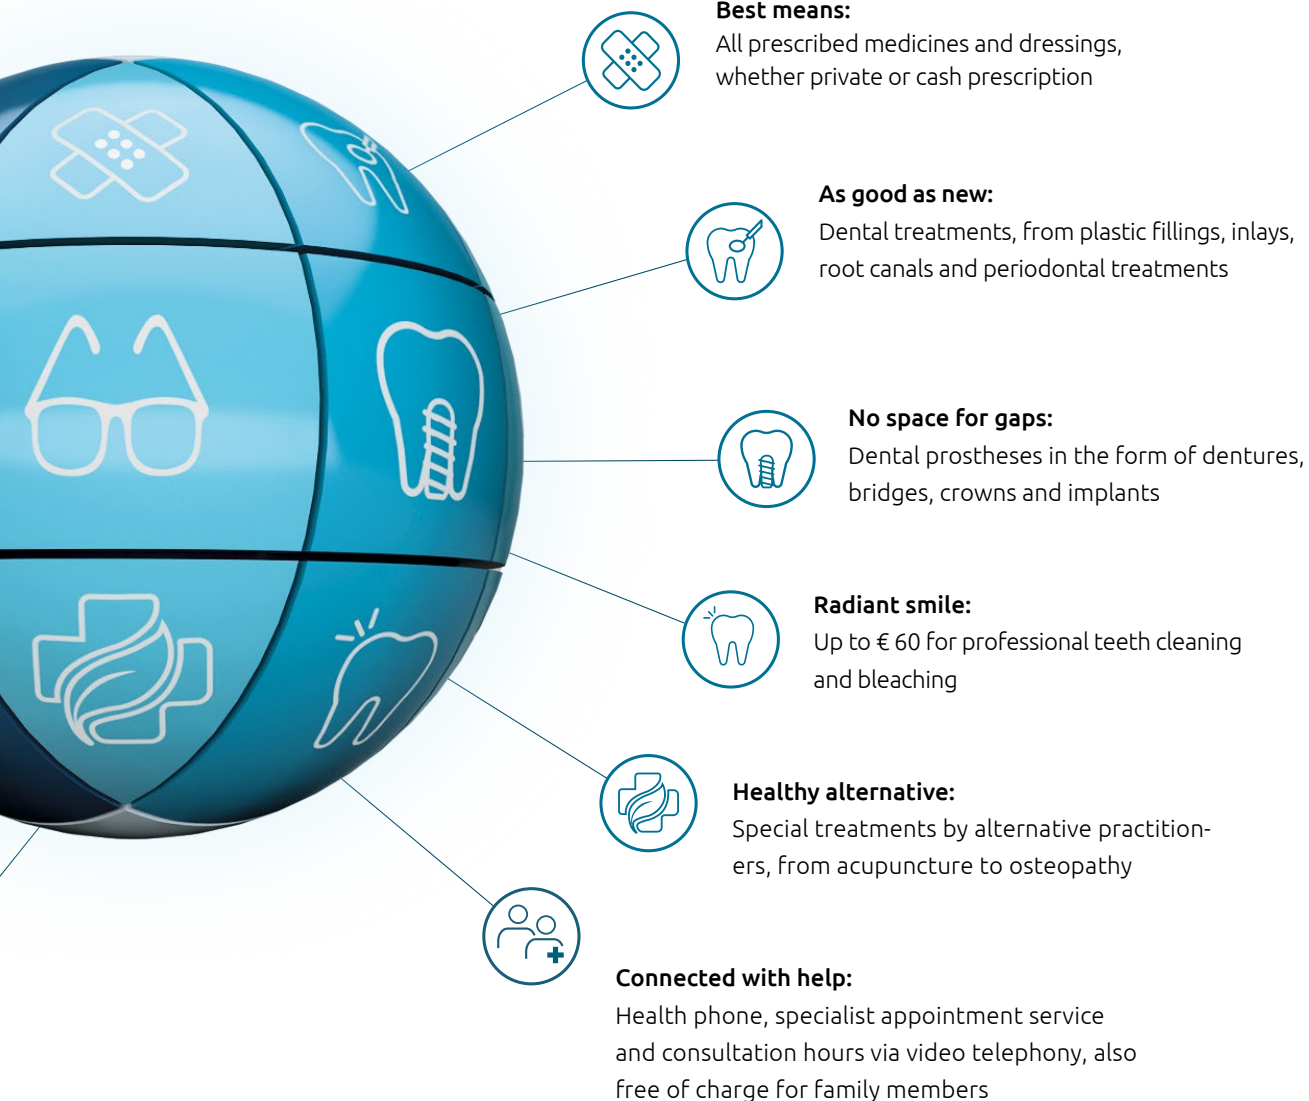 Best means:
All prescribed medicines and dressings,
whether private or cash prescription
As good as new:
Dental treatments, from plastic fillings, inlays,
root canals and periodontal treatments
No space for gaps:
Dental prostheses in the form of dentures,
bridges, crowns and implants
Radiant smile:
Up to € 60 for professional teeth cleaning
and bleaching
Healthy alternative:
Special treatments by alternative practition-
ers, from acupuncture to osteopathy
Connected with help:
Health phone, specialist appointment service
and consultation hours via video telephony, also
free of charge for family members